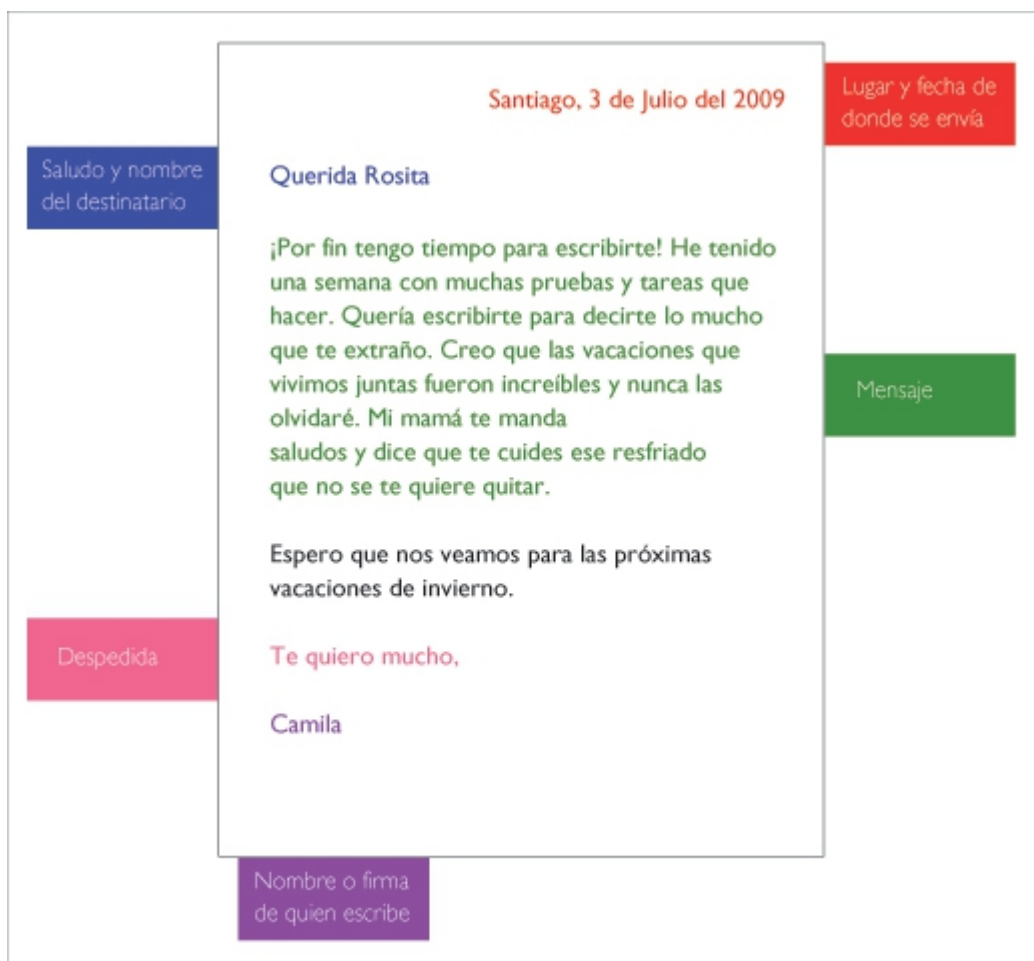 Santiago, 3 de Julio del 2009
Lugar y fecha de
donde se envía
Saludo y nombre
del destinatario
Querida Rosita
¡Por fin tengo tiempo para escribirte! He tenido
una semana con muchas pruebas y tareas que
hacer. Quería escribirte para decirte lo mucho
que te extraño. Creo que las vacaciones que
vivimos juntas fueron increíbles y nunca las
olvidaré. Mi mamá te manda
saludos y dice que te cuides ese resfriado
que no se te quiere quitar.
Mensaje
Espero que nos veamos para las próximas
vacaciones de invierno.
Despedida
Te quiero mucho,
Camila
Nombre o firma
de quien escribe